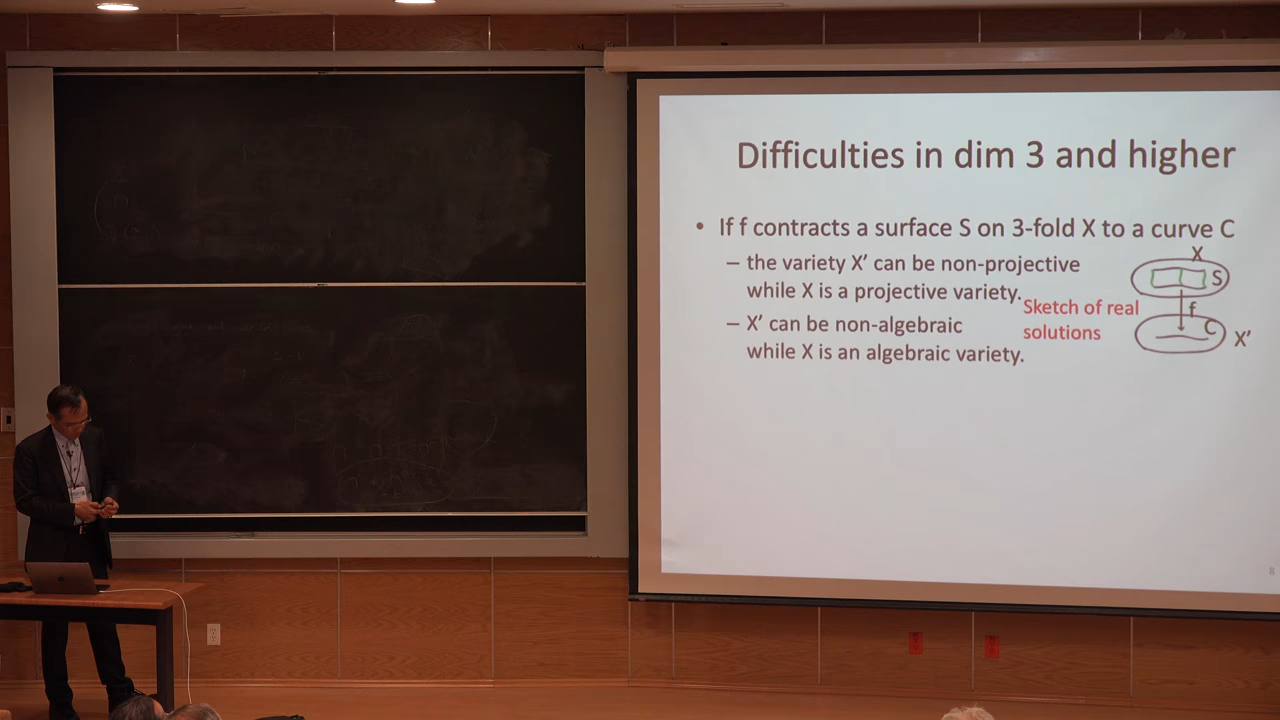 Difficulties in dim 3 and higher
• If f contracts a surface S on 3-fold X to a curve C
– the variety X’ can be non-projective
while X is a projective variety.
– X’ can be non-algebraic
while X is an algebraic variety.
Sketch of real
solutions
X
S
f
C
X’
8